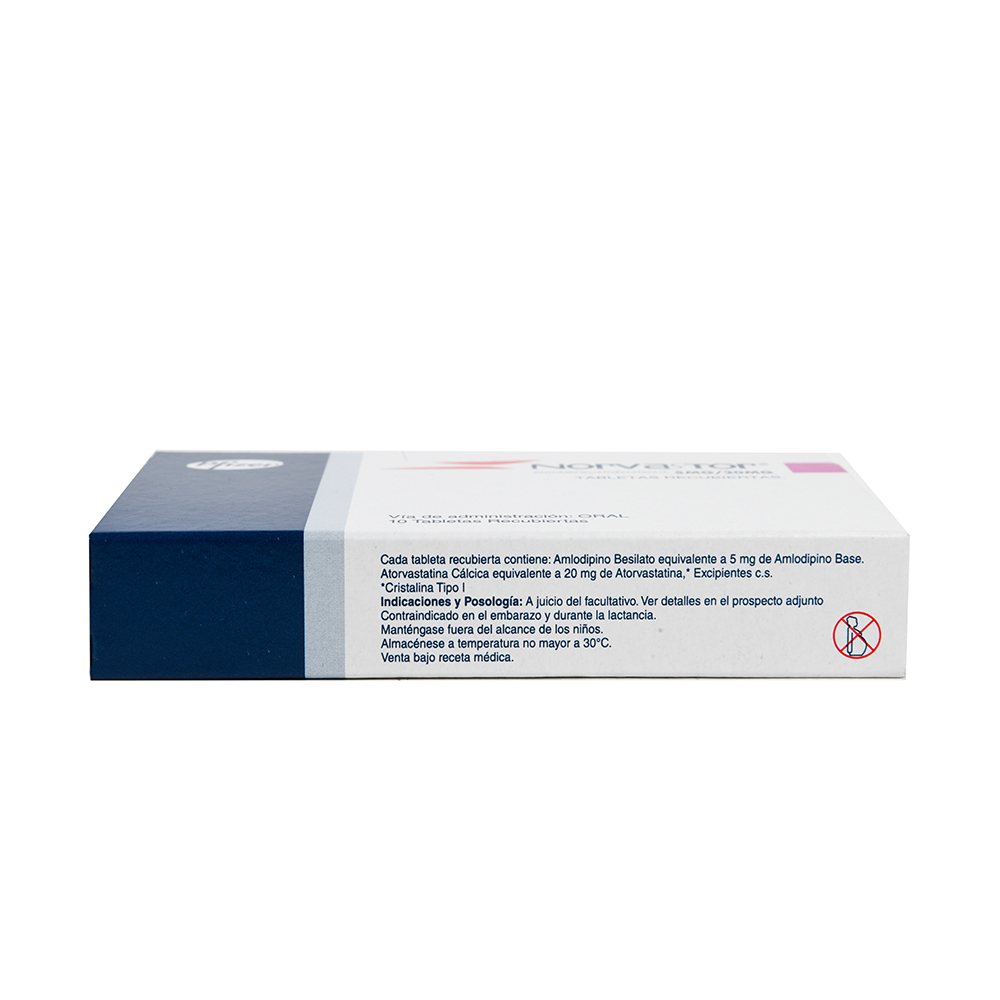 Pfizer
NorvasTOP®
5MG/20MG
TABLETAS RECUBIERTAS
Vía de administración: ORAL
10 Tabletas Recubiertas
Cada tableta recubierta contiene: Amlodipino Besilato equivalente a 5 mg de Amlodipino Base.
Atorvastatina Cálcica equivalente a 20 mg de Atorvastatina,* Excipientes c.s.
*Cristalina Tipo I
Indicaciones y Posología: A juicio del facultativo. Ver detalles en el prospecto adjunto
Contraindicado en el embarazo y durante la lactancia.
Manténgase fuera del alcance de los niños.
Almacénese a temperatura no mayor a 30°C.
Venta bajo receta médica.